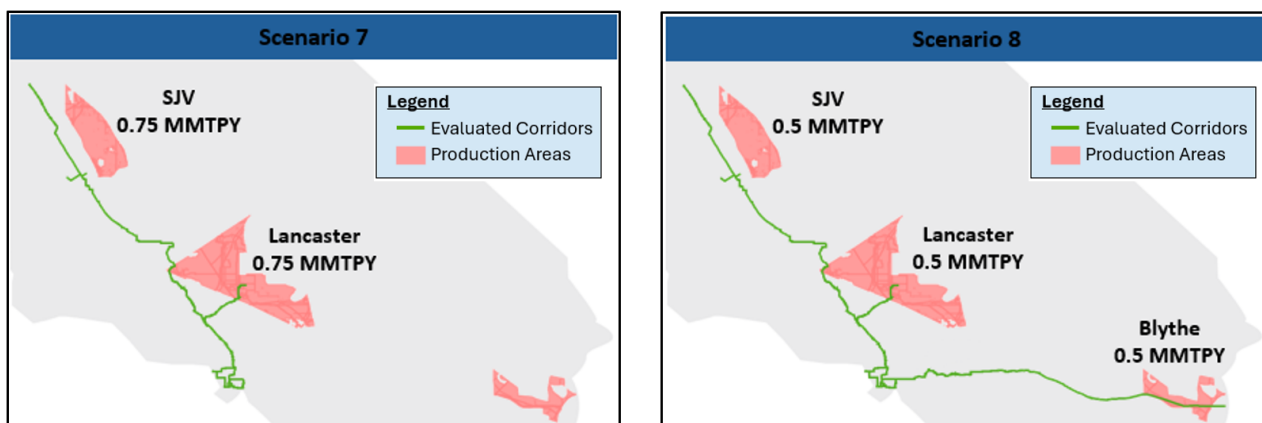 Scenario 7
SJV
0.75 MMTPY
Legend
Evaluated Corridors
Production Areas
Lancaster
0.75 MMTPY
Scenario 8
SJV
0.5 MMTPY
Legend
Evaluated Corridors
Production Areas
Lancaster
0.5 MMTPY
Blythe
0.5 MMTPY